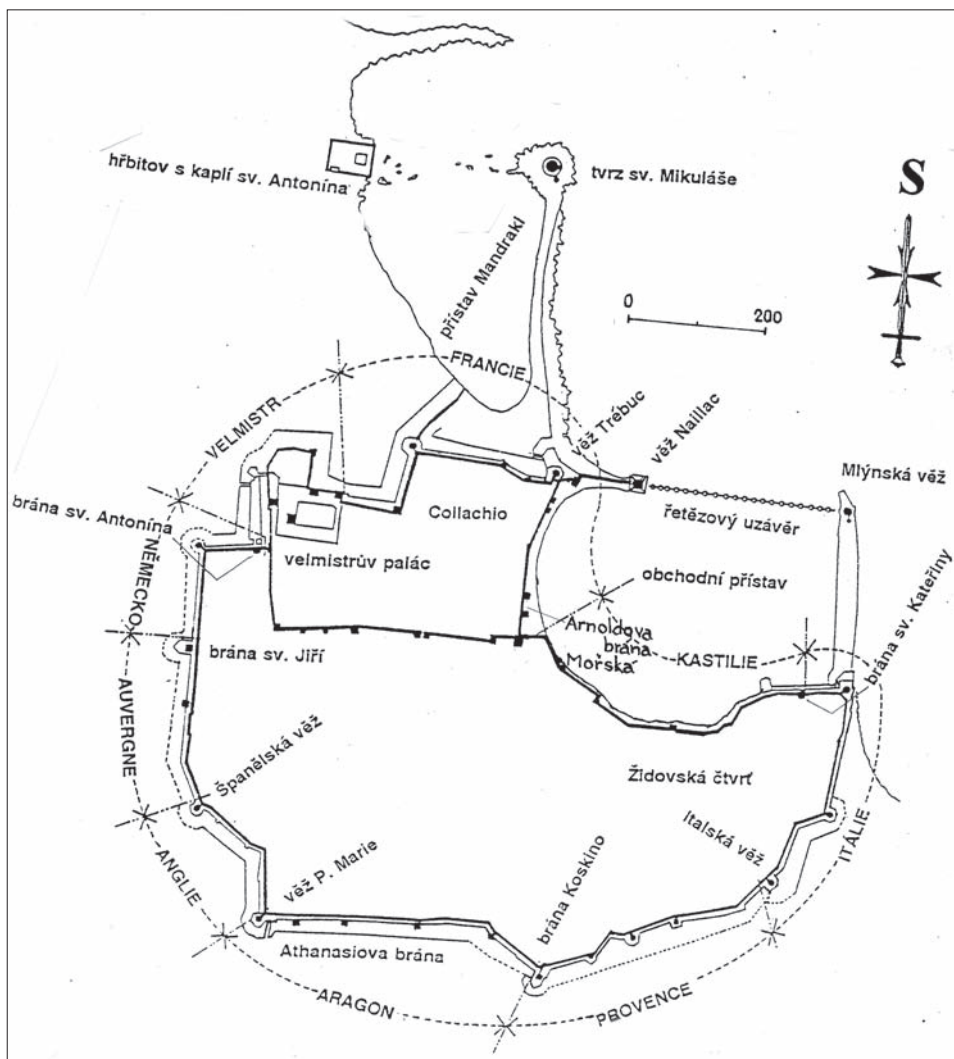 hřbitov s kaplí sv. Antonína
tvrz sv. Mikuláše
S
přístav Mandraki
0 200
FRANCIE
VELMISTR
věž Trébuc
věž Naillac
Mlýnská věž
brána sv. Antonína
Collachio
řetězový uzávěr
NĚMECKO
velmistrův palác
obchodní přístav
brána sv. Kateřiny
Arnoldova
brána
Mořská
KASTILIE
brána sv. Jiří
AUVERGNE
Španělská věž
Židovská čtvrť
Italská věž
ITÁLIE
ANGLIE
věž P. Marie
brána Koskino
Athanasiova brána
ARAGON
PROVENCE